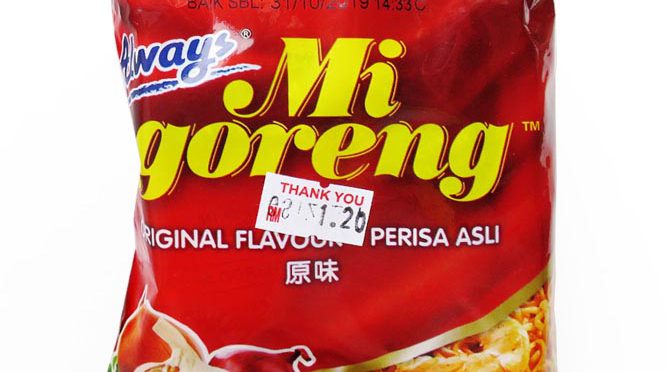 BAIK SBL: 31/10/2019 14:33C
Always®
Mi
goreng™
THANK YOU
RM 1.20
ORIGINAL FLAVOUR PERISA ASLI
原味